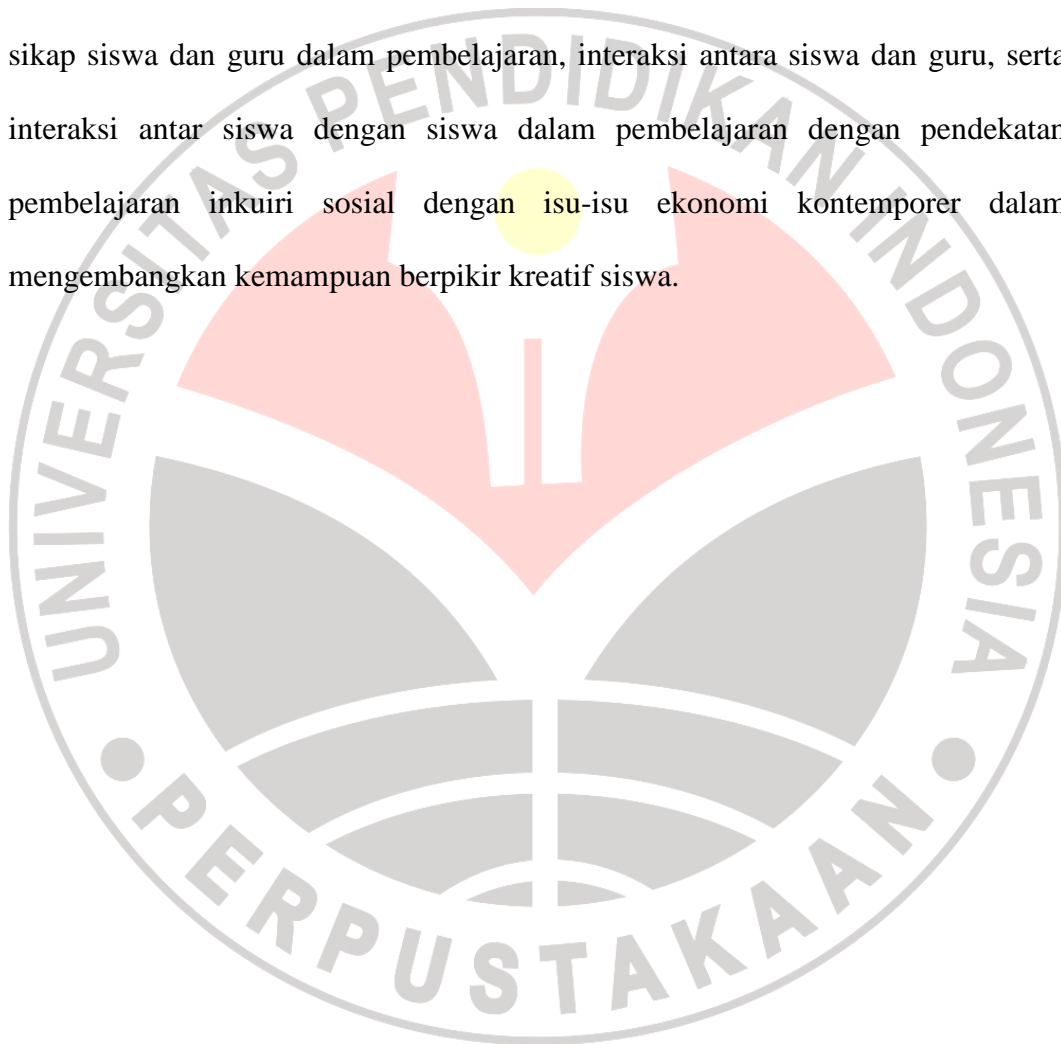 sikap siswa dan guru dalam pembelajaran, interaksi antara siswa dan guru, serta
interaksi antar siswa dengan siswa dalam pembelajaran dengan pendekatan
pembelajaran inkuiri sosial dengan isu-isu ekonomi kontemporer dalam
mengembangkan kemampuan berpikir kreatif siswa.
UNIVERSITAS PENDIDIKAN INDONESIA
PERPUSTAKAAN